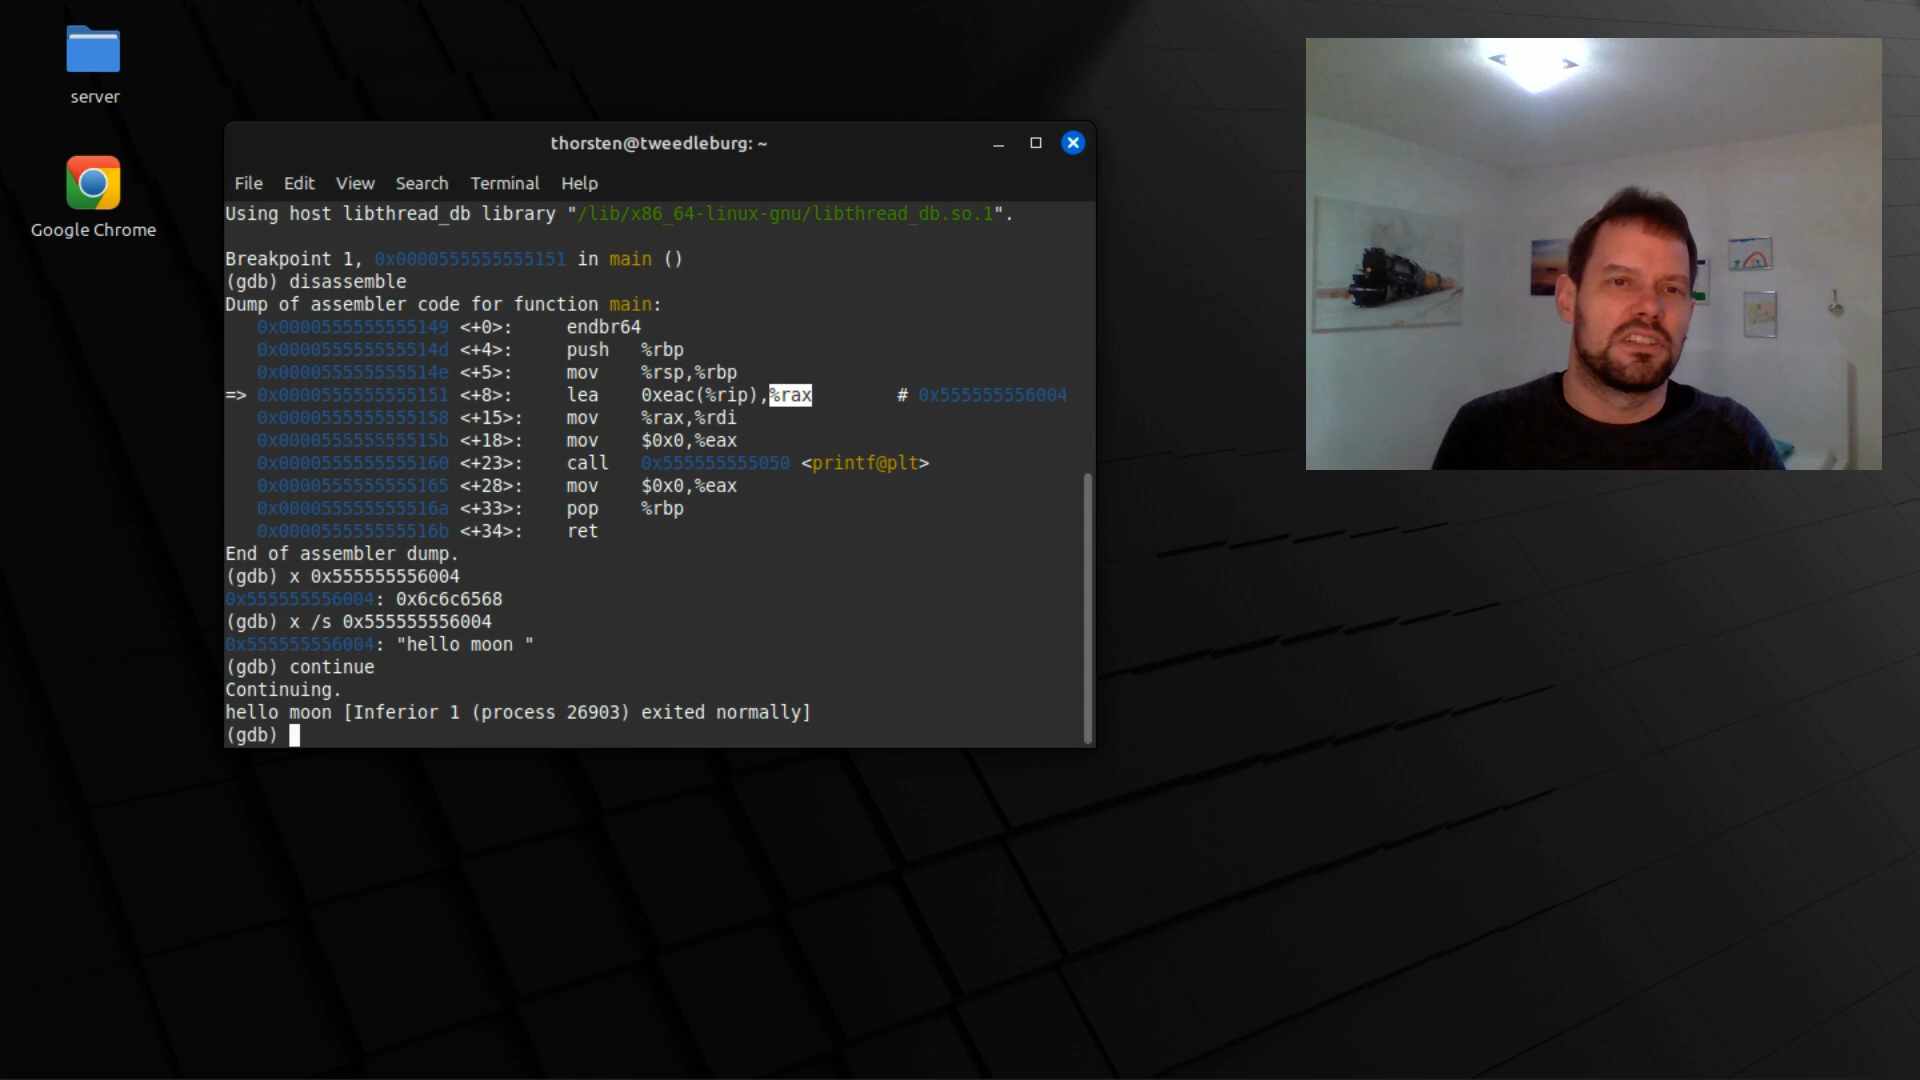 server
Google Chrome
thorsten@tweedleburg: ~
File Edit View Search Terminal Help
Using host libthread_db library "/lib/x86_64-linux-gnu/libthread_db.so.1".
Breakpoint 1, 0x0000555555555151 in main ()
(gdb) disassemble
Dump of assembler code for function main:
   0x0000555555555149 <+0>:     endbr64
   0x000055555555514d <+4>:     push   %rbp
   0x000055555555514e <+5>:     mov    %rsp,%rbp
=> 0x0000555555555151 <+8>:     lea    0xeac(%rip),%rax        # 0x555555556004
   0x0000555555555158 <+15>:    mov    %rax,%rdi
   0x000055555555515b <+18>:    mov    $0x0,%eax
   0x0000555555555160 <+23>:    call   0x555555555050 <printf@plt>
   0x0000555555555165 <+28>:    mov    $0x0,%eax
   0x000055555555516a <+33>:    pop    %rbp
   0x000055555555516b <+34>:    ret
End of assembler dump.
(gdb) x 0x555555556004
0x555555556004: 0x6c6c6568
(gdb) x /s 0x555555556004
0x555555556004: "hello moon "
(gdb) continue
Continuing.
hello moon [Inferior 1 (process 26903) exited normally]
(gdb)